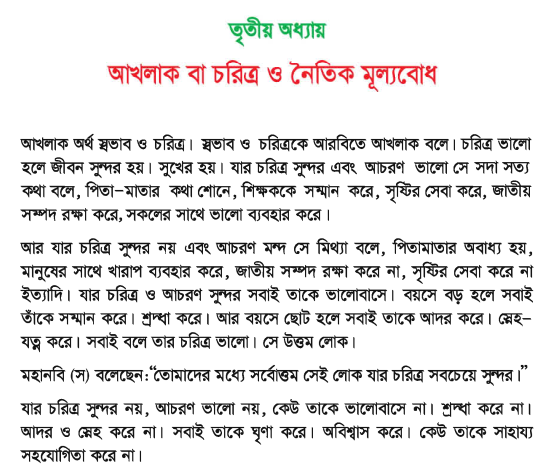 তৃতীয় অধ্যায়
আখলাক বা চরিত্র ও নৈতিক মূল্যবোধ
আখলাক অর্থ স্বভাব ও চরিত্র। স্বভাব ও চরিত্রকে আরবিতে আখলাক বলে। চরিত্র ভালো
হলে জীবন সুন্দর হয়। সুখের হয়। যার চরিত্র সুন্দর এবং আচরণ ভালো সে সদা সত্য
কথা বলে, পিতা-মাতার কথা শোনে, শিক্ষককে সম্মান করে, সৃষ্টির সেবা করে, জাতীয়
সম্পদ রক্ষা করে, সকলের সাথে ভালো ব্যবহার করে।
আর যার চরিত্র সুন্দর নয় এবং আচরণ মন্দ সে মিথ্যা বলে, পিতামাতার অবাধ্য হয়,
মানুষের সাথে খারাপ ব্যবহার করে, জাতীয় সম্পদ রক্ষা করে না, সৃষ্টির সেবা করে না
ইত্যাদি। যার চরিত্র ও আচরণ সুন্দর সবাই তাকে ভালোবাসে। বয়সে বড় হলে সবাই
তাঁকে সম্মান করে। শ্রদ্ধা করে। আর বয়সে ছোট হলে সবাই তাকে আদর করে। স্নেহ-
যত্ন করে। সবাই বলে তার চরিত্র ভালো। সে উত্তম লোক।
মহানবি (স) বলেছেন:“তোমাদের মধ্যে সর্বোত্তম সেই লোক যার চরিত্র সবচেয়ে সুন্দর।”
যার চরিত্র সুন্দর নয়, আচরণ ভালো নয়, কেউ তাকে ভালোবাসে না। শ্রদ্ধা করে না।
আদর ও স্নেহ করে না। সবাই তাকে ঘৃণা করে। অবিশ্বাস করে। কেউ তাকে সাহায্য
সহযোগিতা করে না।